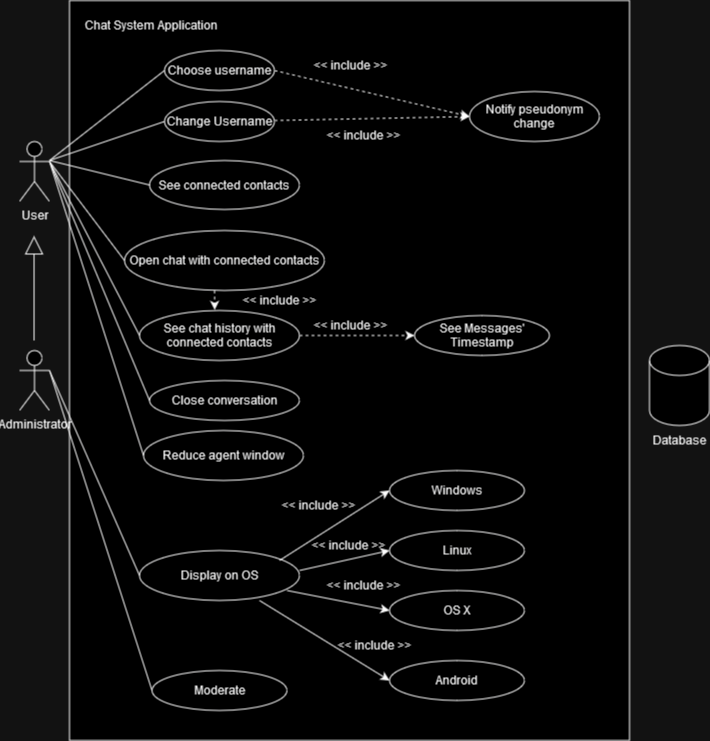 Chat System Application
Choose username
<< include >>
Notify pseudonym
change
Change Username
<< include >>
See connected contacts
User
Open chat with connected contacts
<< include >>
See chat history with
connected contacts
<< include >>
See Messages'
Timestamp
Administrator
Close conversation
Database
Reduce agent window
Windows
<< include >>
Linux
<< include >>
Display on OS
<< include >>
OS X
<< include >>
Android
Moderate